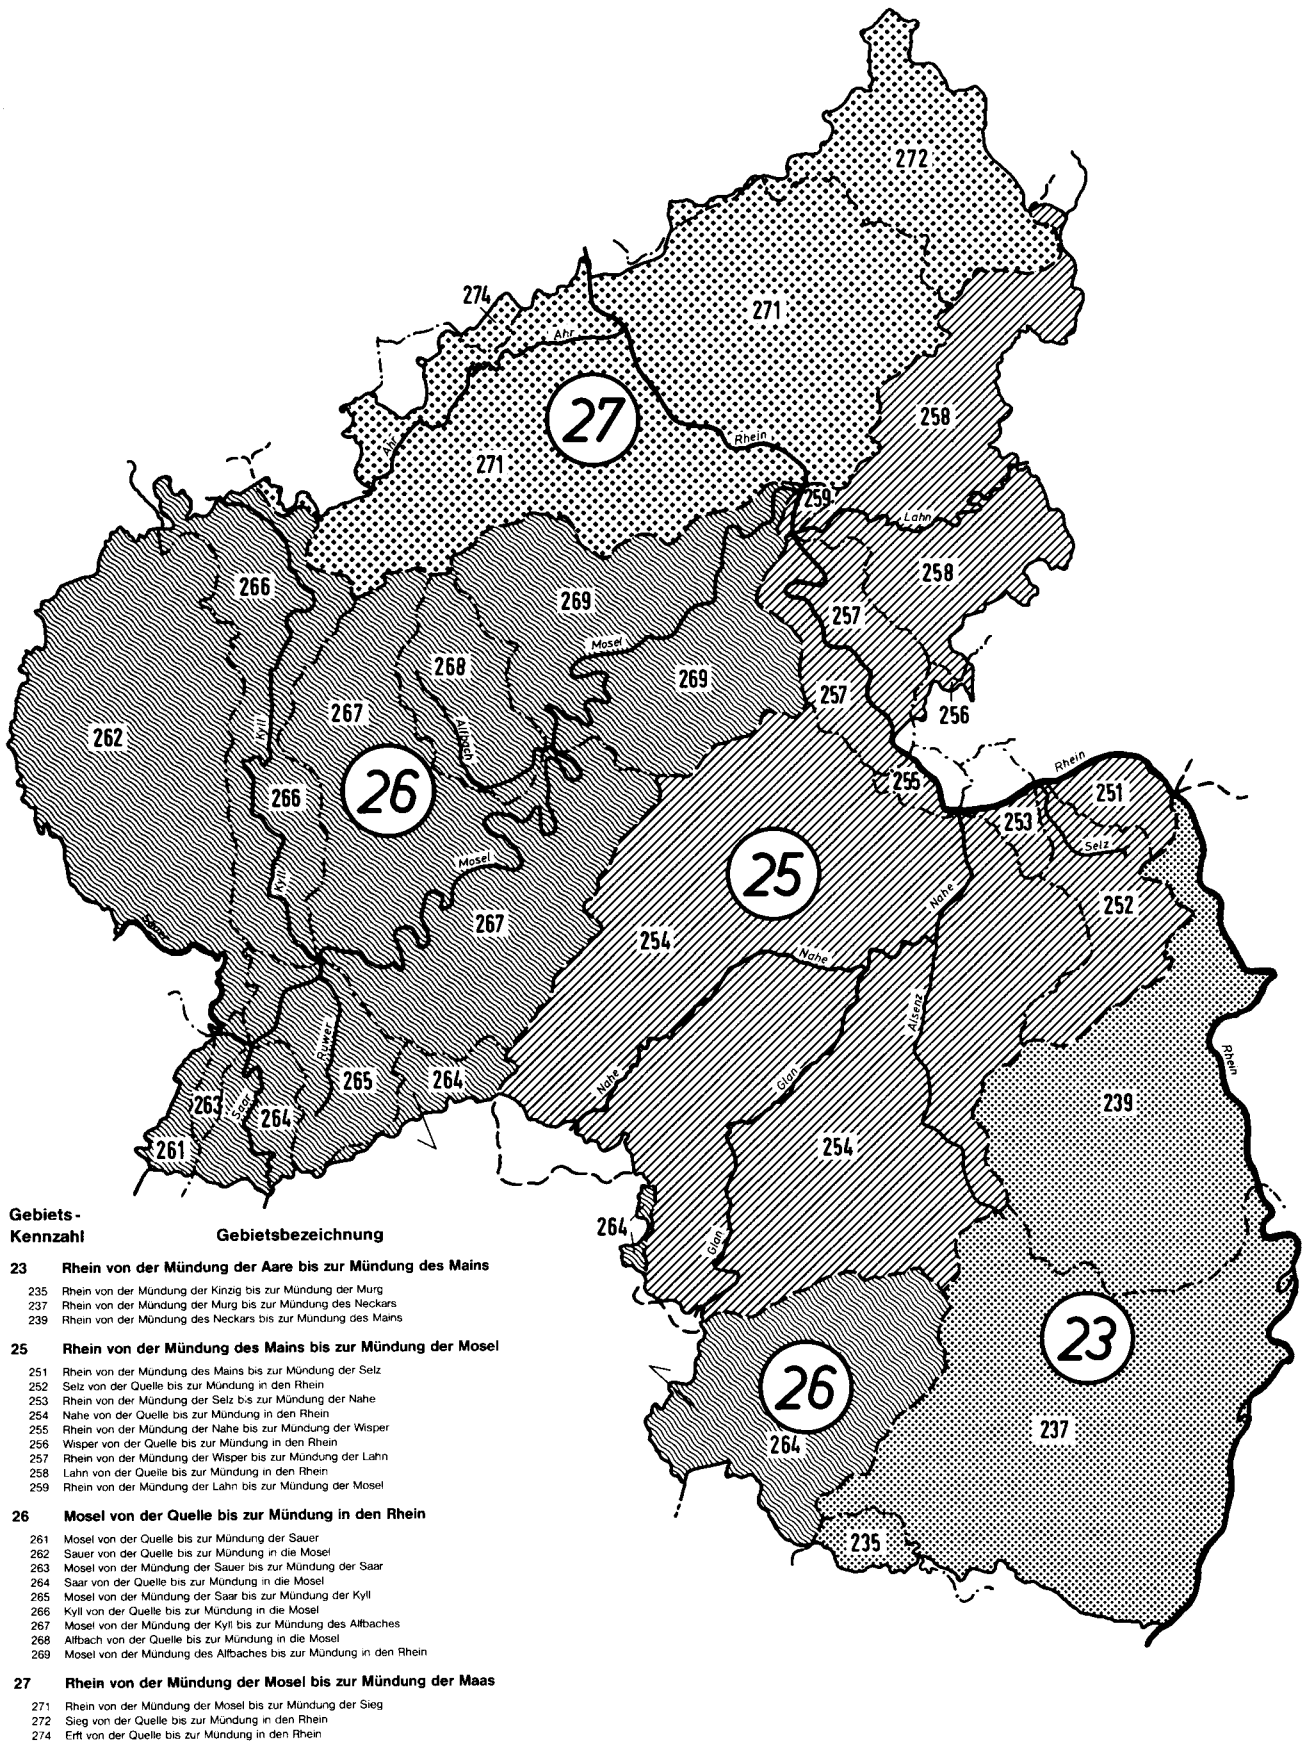 272
274
271
Ahr
27
258
Rhein
Ahr
271
259
Lahn
266
258
269
257
Mosel
268
269
267
257
256
262
Kyll
Alfbach
26
255
Rhein
251
266
253
Selz
25
Mosel
Kyll
Nahe
252
267
254
Nahe
Alsenz
Ruwer
Rhein
265
264
Nahe
Glan
263
Saar
264
239
261
254
264
Glan
23
26
237
264
235
Gebiets-
Kennzahl Gebietsbezeichnung
23 Rhein von der Mündung der Aare bis zur Mündung des Mains
235 Rhein von der Mündung der Kinzig bis zur Mündung der Murg
237 Rhein von der Mündung der Murg bis zur Mündung des Neckars
239 Rhein von der Mündung des Neckars bis zur Mündung des Mains
25 Rhein von der Mündung des Mains bis zur Mündung der Mosel
251 Rhein von der Mündung des Mains bis zur Mündung der Selz
252 Selz von der Quelle bis zur Mündung in den Rhein
253 Rhein von der Mündung der Selz bis zur Mündung der Nahe
254 Nahe von der Quelle bis zur Mündung in den Rhein
255 Rhein von der Mündung der Nahe bis zur Mündung der Wisper
256 Wisper von der Quelle bis zur Mündung in den Rhein
257 Rhein von der Mündung der Wisper bis zur Mündung der Lahn
258 Lahn von der Quelle bis zur Mündung in den Rhein
259 Rhein von der Mündung der Lahn bis zur Mündung der Mosel
26 Mosel von der Quelle bis zur Mündung in den Rhein
261 Mosel von der Quelle bis zur Mündung der Sauer
262 Sauer von der Quelle bis zur Mündung in die Mosel
263 Mosel von der Mündung der Sauer bis zur Mündung der Saar
264 Saar von der Quelle bis zur Mündung in die Mosel
265 Mosel von der Mündung der Saar bis zur Mündung der Kyll
266 Kyll von der Quelle bis zur Mündung in die Mosel
267 Mosel von der Mündung der Kyll bis zur Mündung des Alfbaches
268 Alfbach von der Quelle bis zur Mündung in die Mosel
269 Mosel von der Mündung des Alfbaches bis zur Mündung in den Rhein
27 Rhein von der Mündung der Mosel bis zur Mündung der Maas
271 Rhein von der Mündung der Mosel bis zur Mündung der Sieg
272 Sieg von der Quelle bis zur Mündung in den Rhein
274 Erft von der Quelle bis zur Mündung in den Rhein